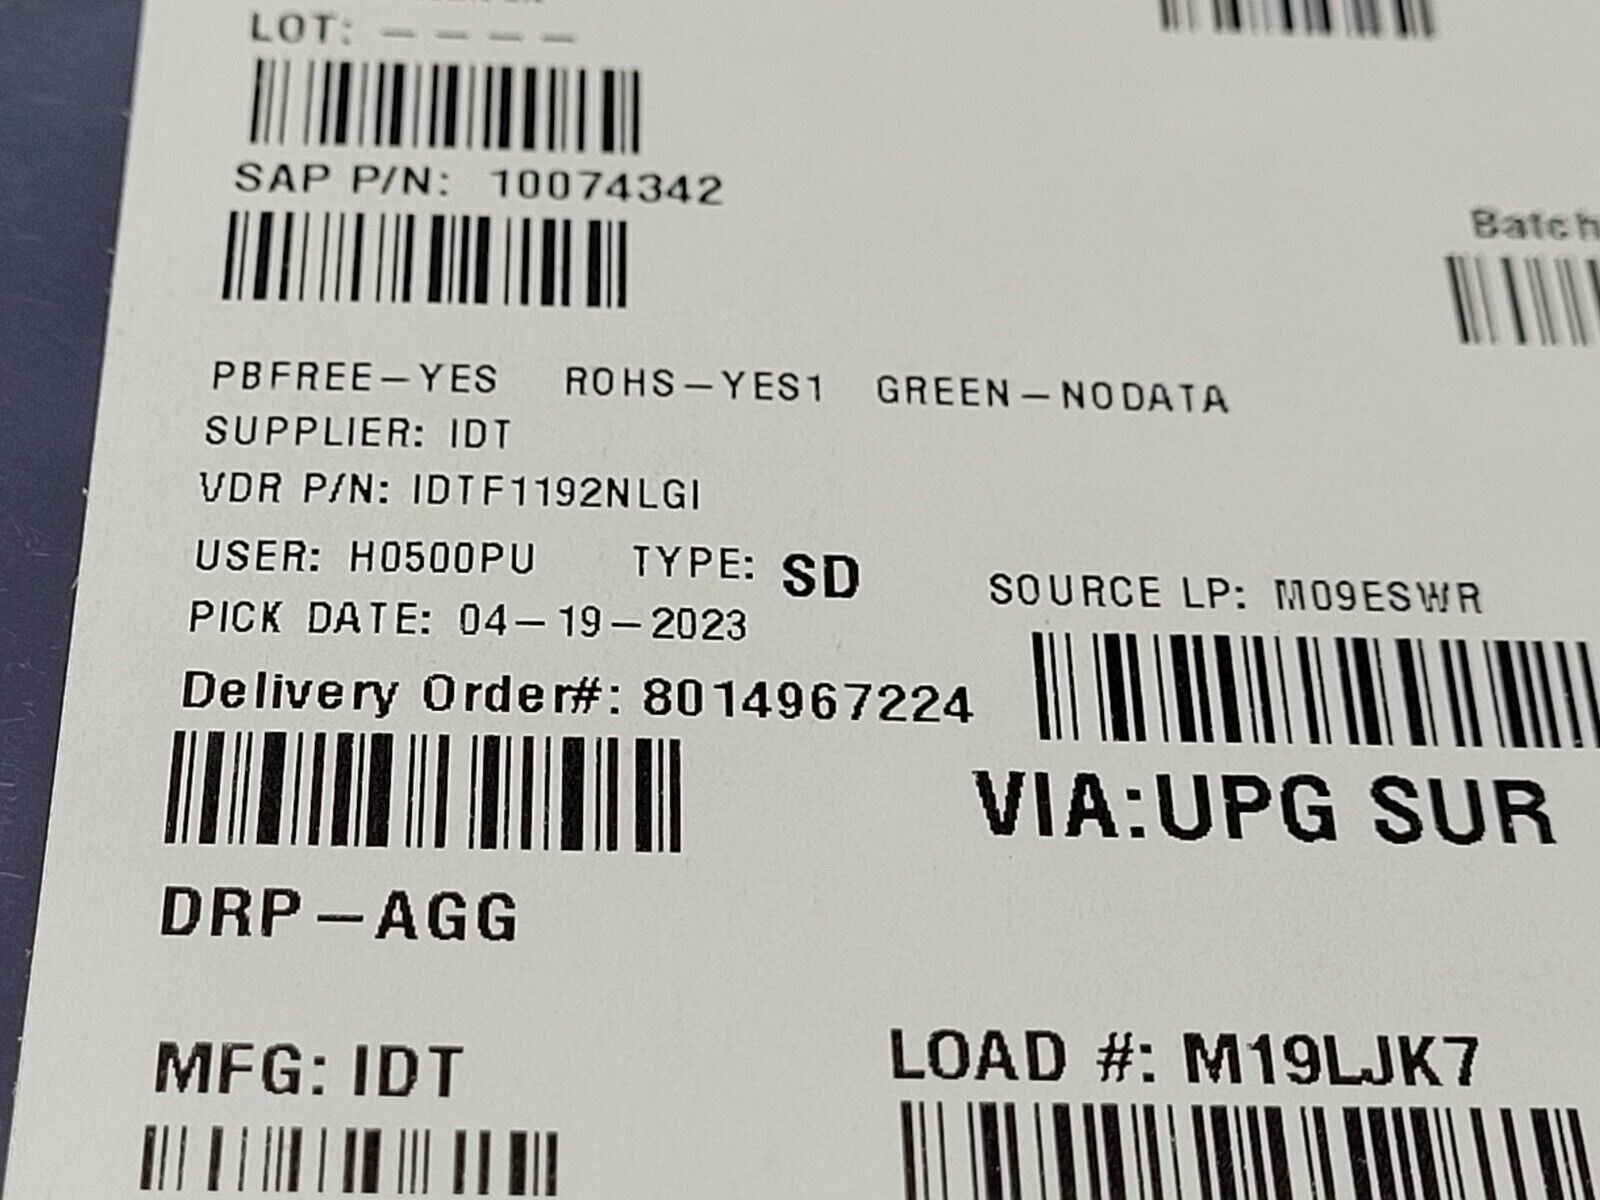 LOT: – – – –
SAP P/N: 10074342
Batch
PBFREE–YES ROHS–YES1 GREEN–NODATA
SUPPLIER: IDT
VDR P/N: IDTF1192NLGI
USER: H0500PU TYPE: SD SOURCE LP: M09ESWR
PICK DATE: 04–19–2023
Delivery Order#: 8014967224
VIA:UPG SUR
DRP–AGG
MFG: IDT LOAD #: M19LJK7